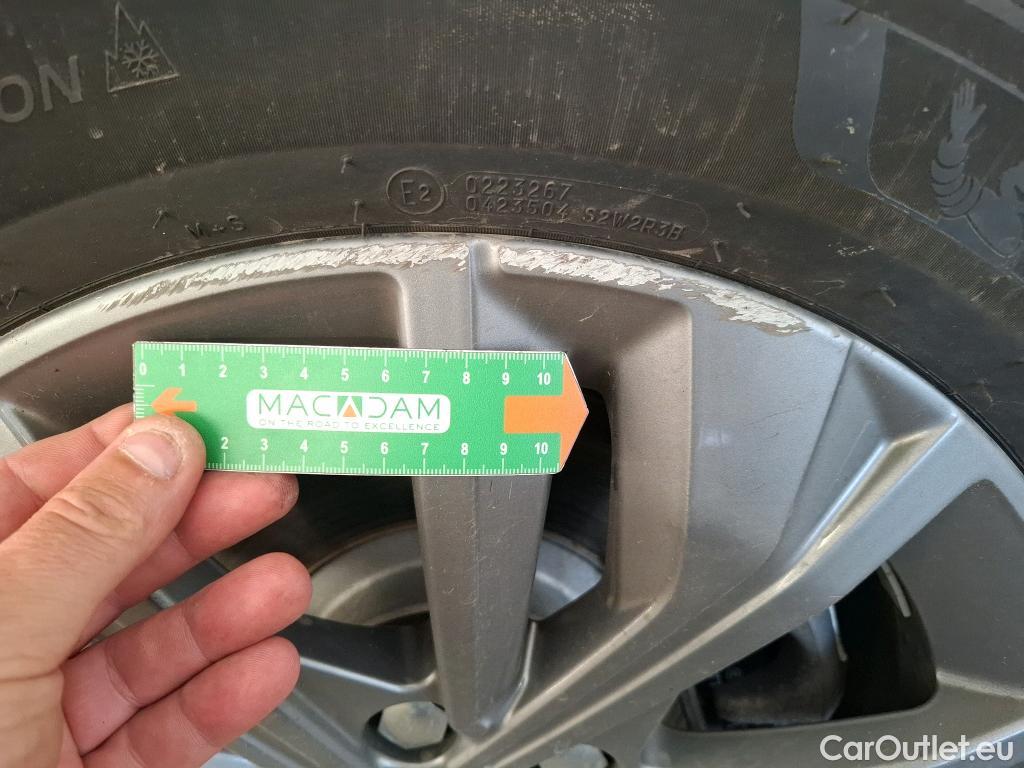 ON
E2
0223267
0423504 S2W2R3B
M+S
0 1 2 3 4 5 6 7 8 9 10
MACADAM
ON THE ROAD TO EXCELLENCE
2 3 4 5 6 7 8 9 10
CarOutlet.eu